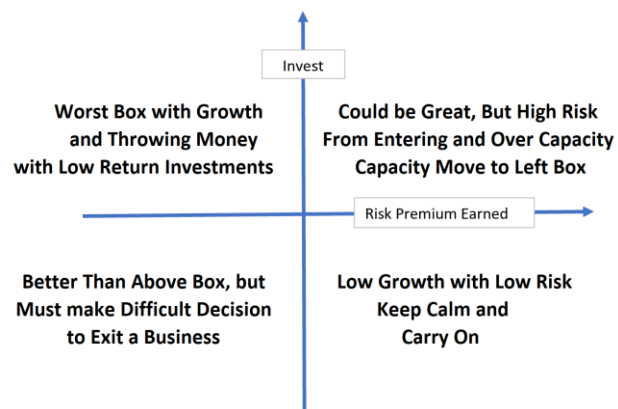 Invest
Worst Box with Growth
and Throwing Money
with Low Return Investments
Could be Great, But High Risk
From Entering and Over Capacity
Capacity Move to Left Box
Risk Premium Earned
Better Than Above Box, but
Must make Difficult Decision
to Exit a Business
Low Growth with Low Risk
Keep Calm and
Carry On